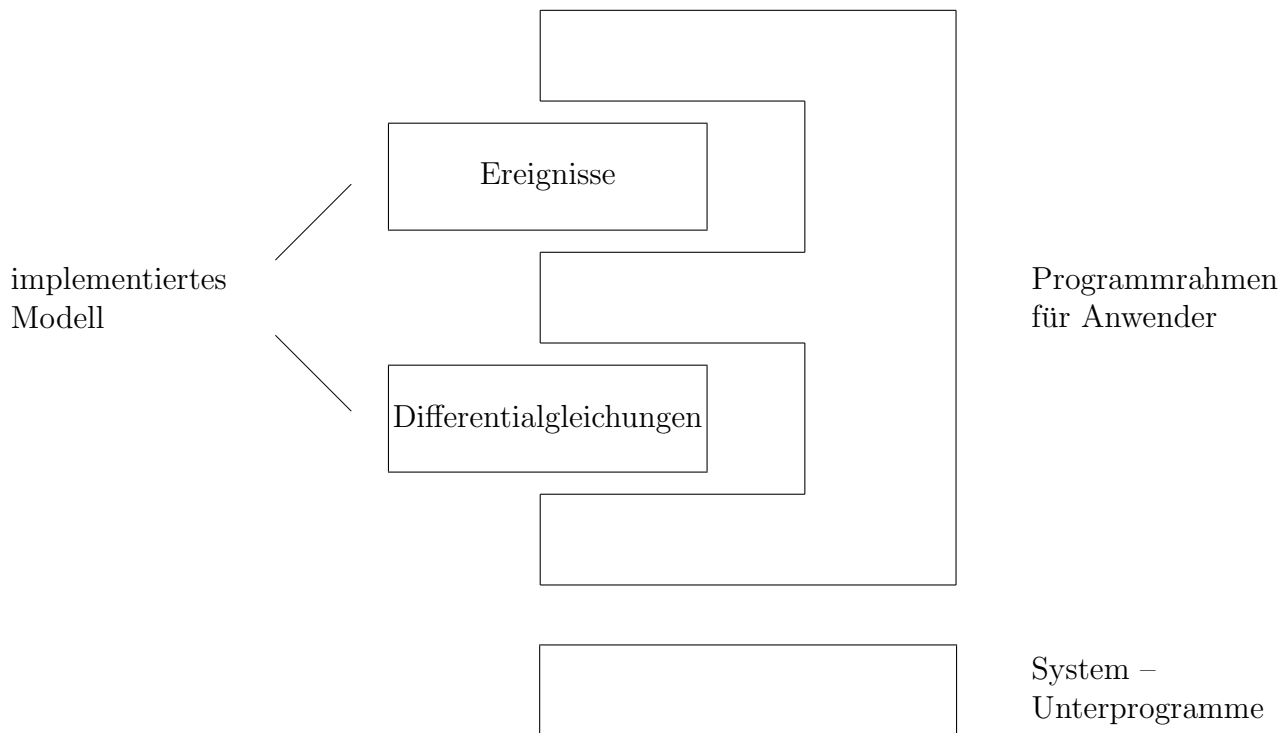 Ereignisse
implementiertes
Modell
Programmrahmen
für Anwender
Differentialgleichungen
System –
Unterprogramme